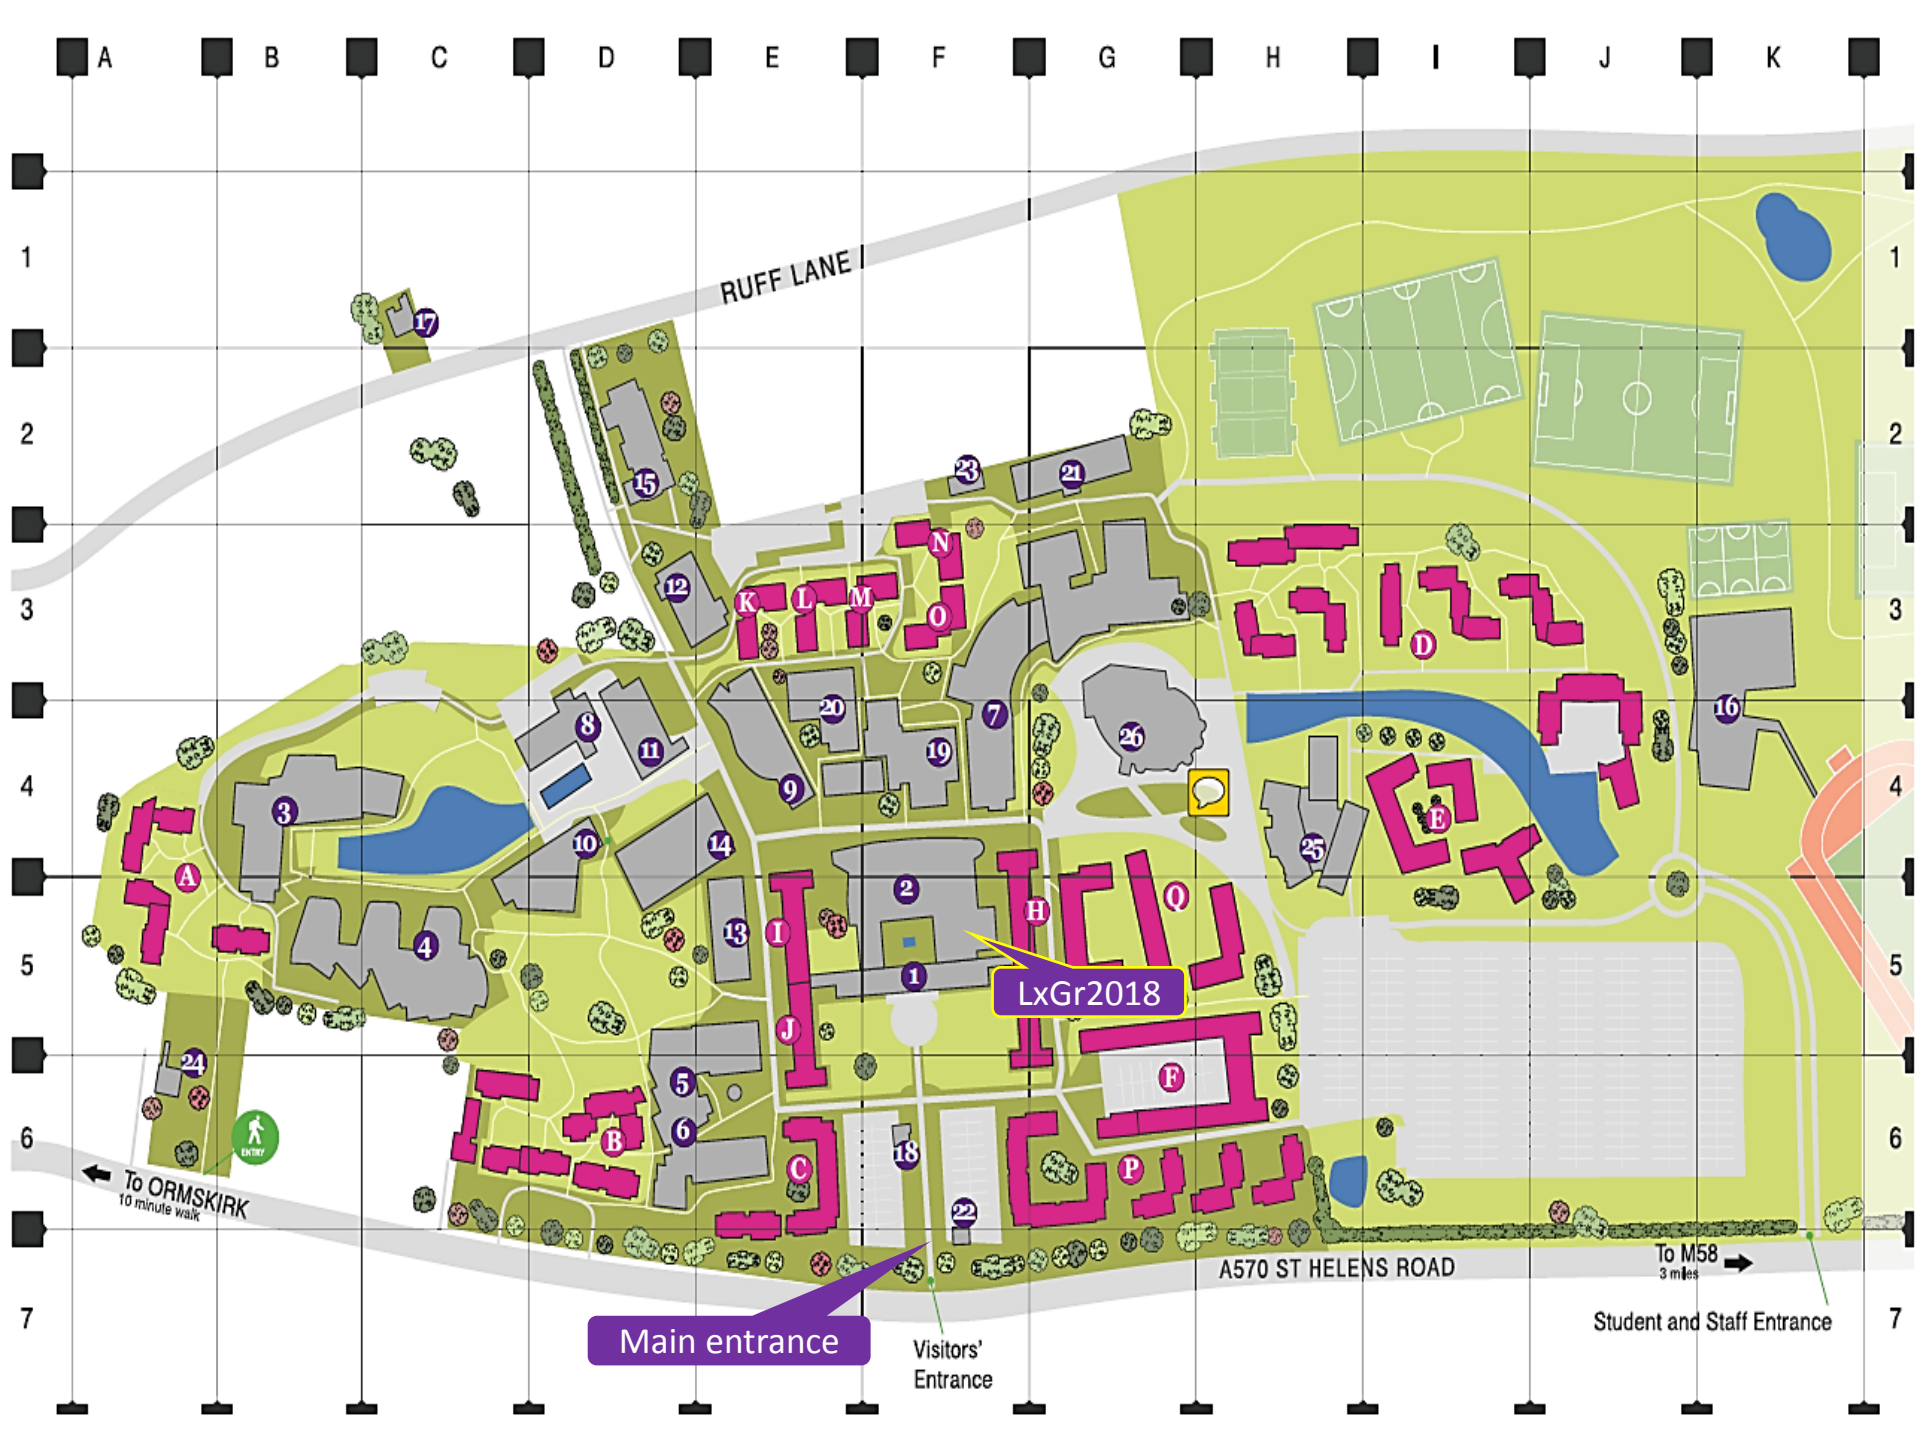 A B C D E F G H I J K
1 1
RUFF LANE
17
2 2
15
23 21
N
12
K L M O
3 3
D
20 7 16
8 11 19 26
9
3
4 4
E
10 14 25
A
2 Q
H
I
13
4
5 5
1
LxGr2018
J
24
5 F
ENTRY
B 6
6 6
18
C P
To ORMSKIRK
10 minute walk
22
To M58
3 miles
A570 ST HELENS ROAD
7 7
Student and Staff Entrance
Main entrance
Visitors'
Entrance